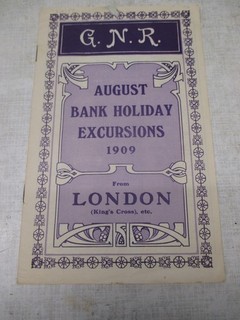 G.N.R.
AUGUST
BANK HOLIDAY
EXCURSIONS
1909
From
LONDON
(King's Cross), etc.